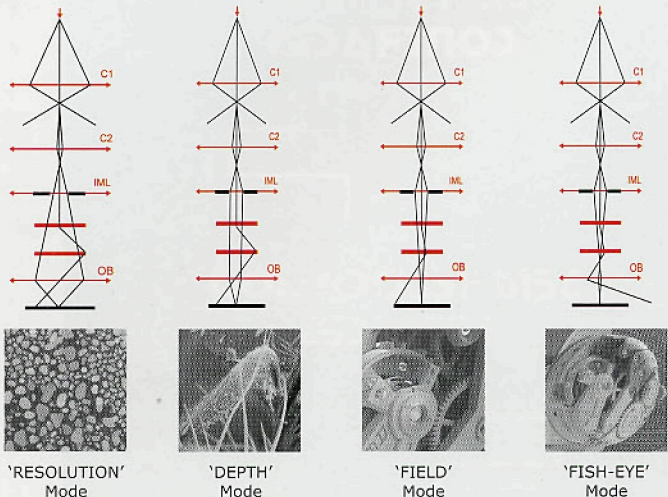 C1
C1
C1
C1
C2
C2
C2
C2
IML
IML
IML
IML
OB
OB
OB
OB
‘RESOLUTION’
Mode
‘DEPTH’
Mode
‘FIELD’
Mode
‘FISH-EYE’
Mode